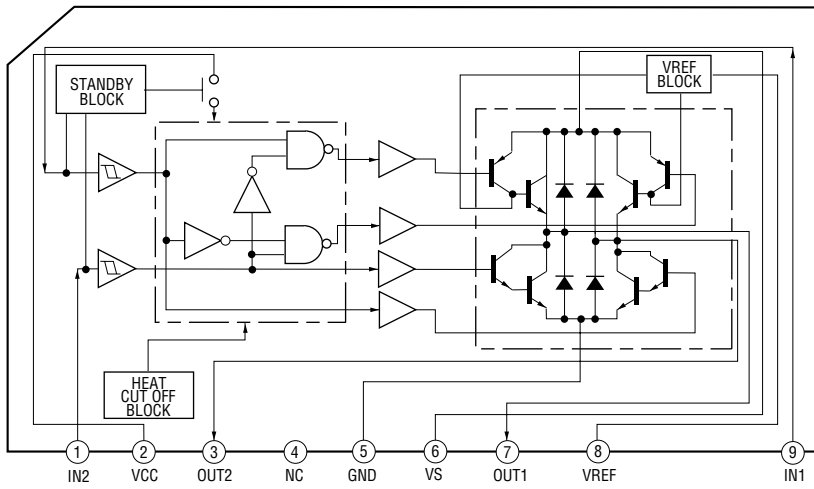 STANDBY
BLOCK
VREF
BLOCK
HEAT
CUT OFF
BLOCK
1 2 3 4 5 6 7 8 9
IN2 VCC OUT2 NC GND VS OUT1 VREF IN1